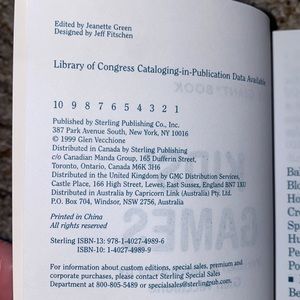 Edited by Jeanette Green
Designed by Jeff Fitschen
Library of Congress Cataloging-in-Publication Data Available
10 9 8 7 6 5 4 3 2 1
Published by Sterling Publishing Co., Inc.
387 Park Avenue South, New York, NY 10016
© 1999 Glen Vecchione
Distributed in Canada by Sterling Publishing
c/o Canadian Manda Group, 165 Dufferin Street,
Toronto, Ontario, Canada M6K 3H6
Distributed in the United Kingdom by GMC Distribution Services,
Castle Place, 166 High Street, Lewes, East Sussex, England BN7 1XU
Distributed in Australia by Capricorn Link (Australia) Pty. Ltd.
P.O. Box 704, Windsor, NSW 2756, Australia
Printed in China
All rights reserved
Sterling ISBN-13: 978-1-4027-4989-6
ISBN-10: 1-4027-4989-9
For information about custom editions, special sales, premium and
corporate purchases, please contact Sterling Special Sales
Department at 800-805-5489 or specialsales@sterlingpub.com.